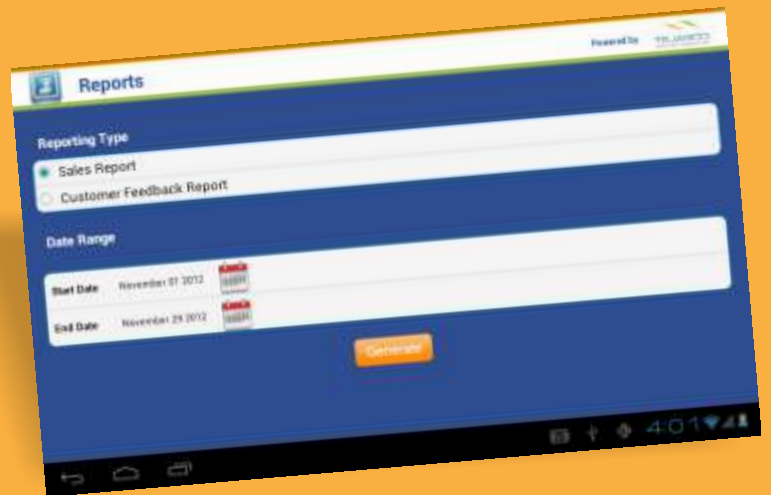 Reports
Powered by
Reporting Type
Sales Report
Customer Feedback Report
Date Range
Start Date November 01 2012
End Date November 29 2012
Generate
4:01